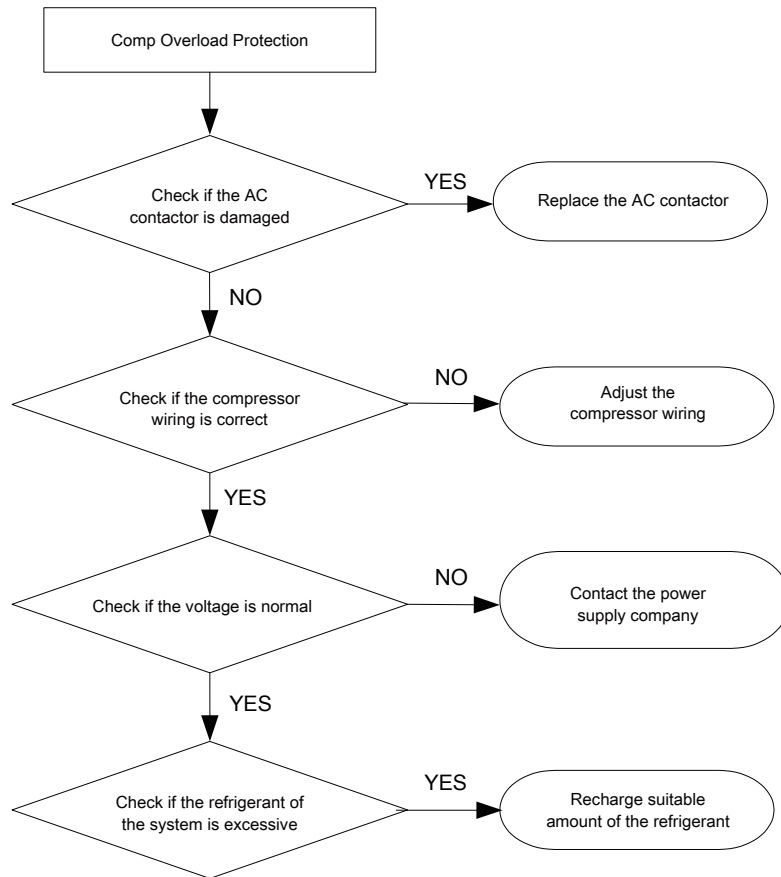 Comp Overload Protection
Check if the AC
contactor is damaged
YES
Replace the AC contactor
NO
Check if the compressor
wiring is correct
NO
Adjust the
compressor wiring
YES
Check if the voltage is normal
NO
Contact the power
supply company
YES
Check if the refrigerant of
the system is excessive
YES
Recharge suitable
amount of the refrigerant